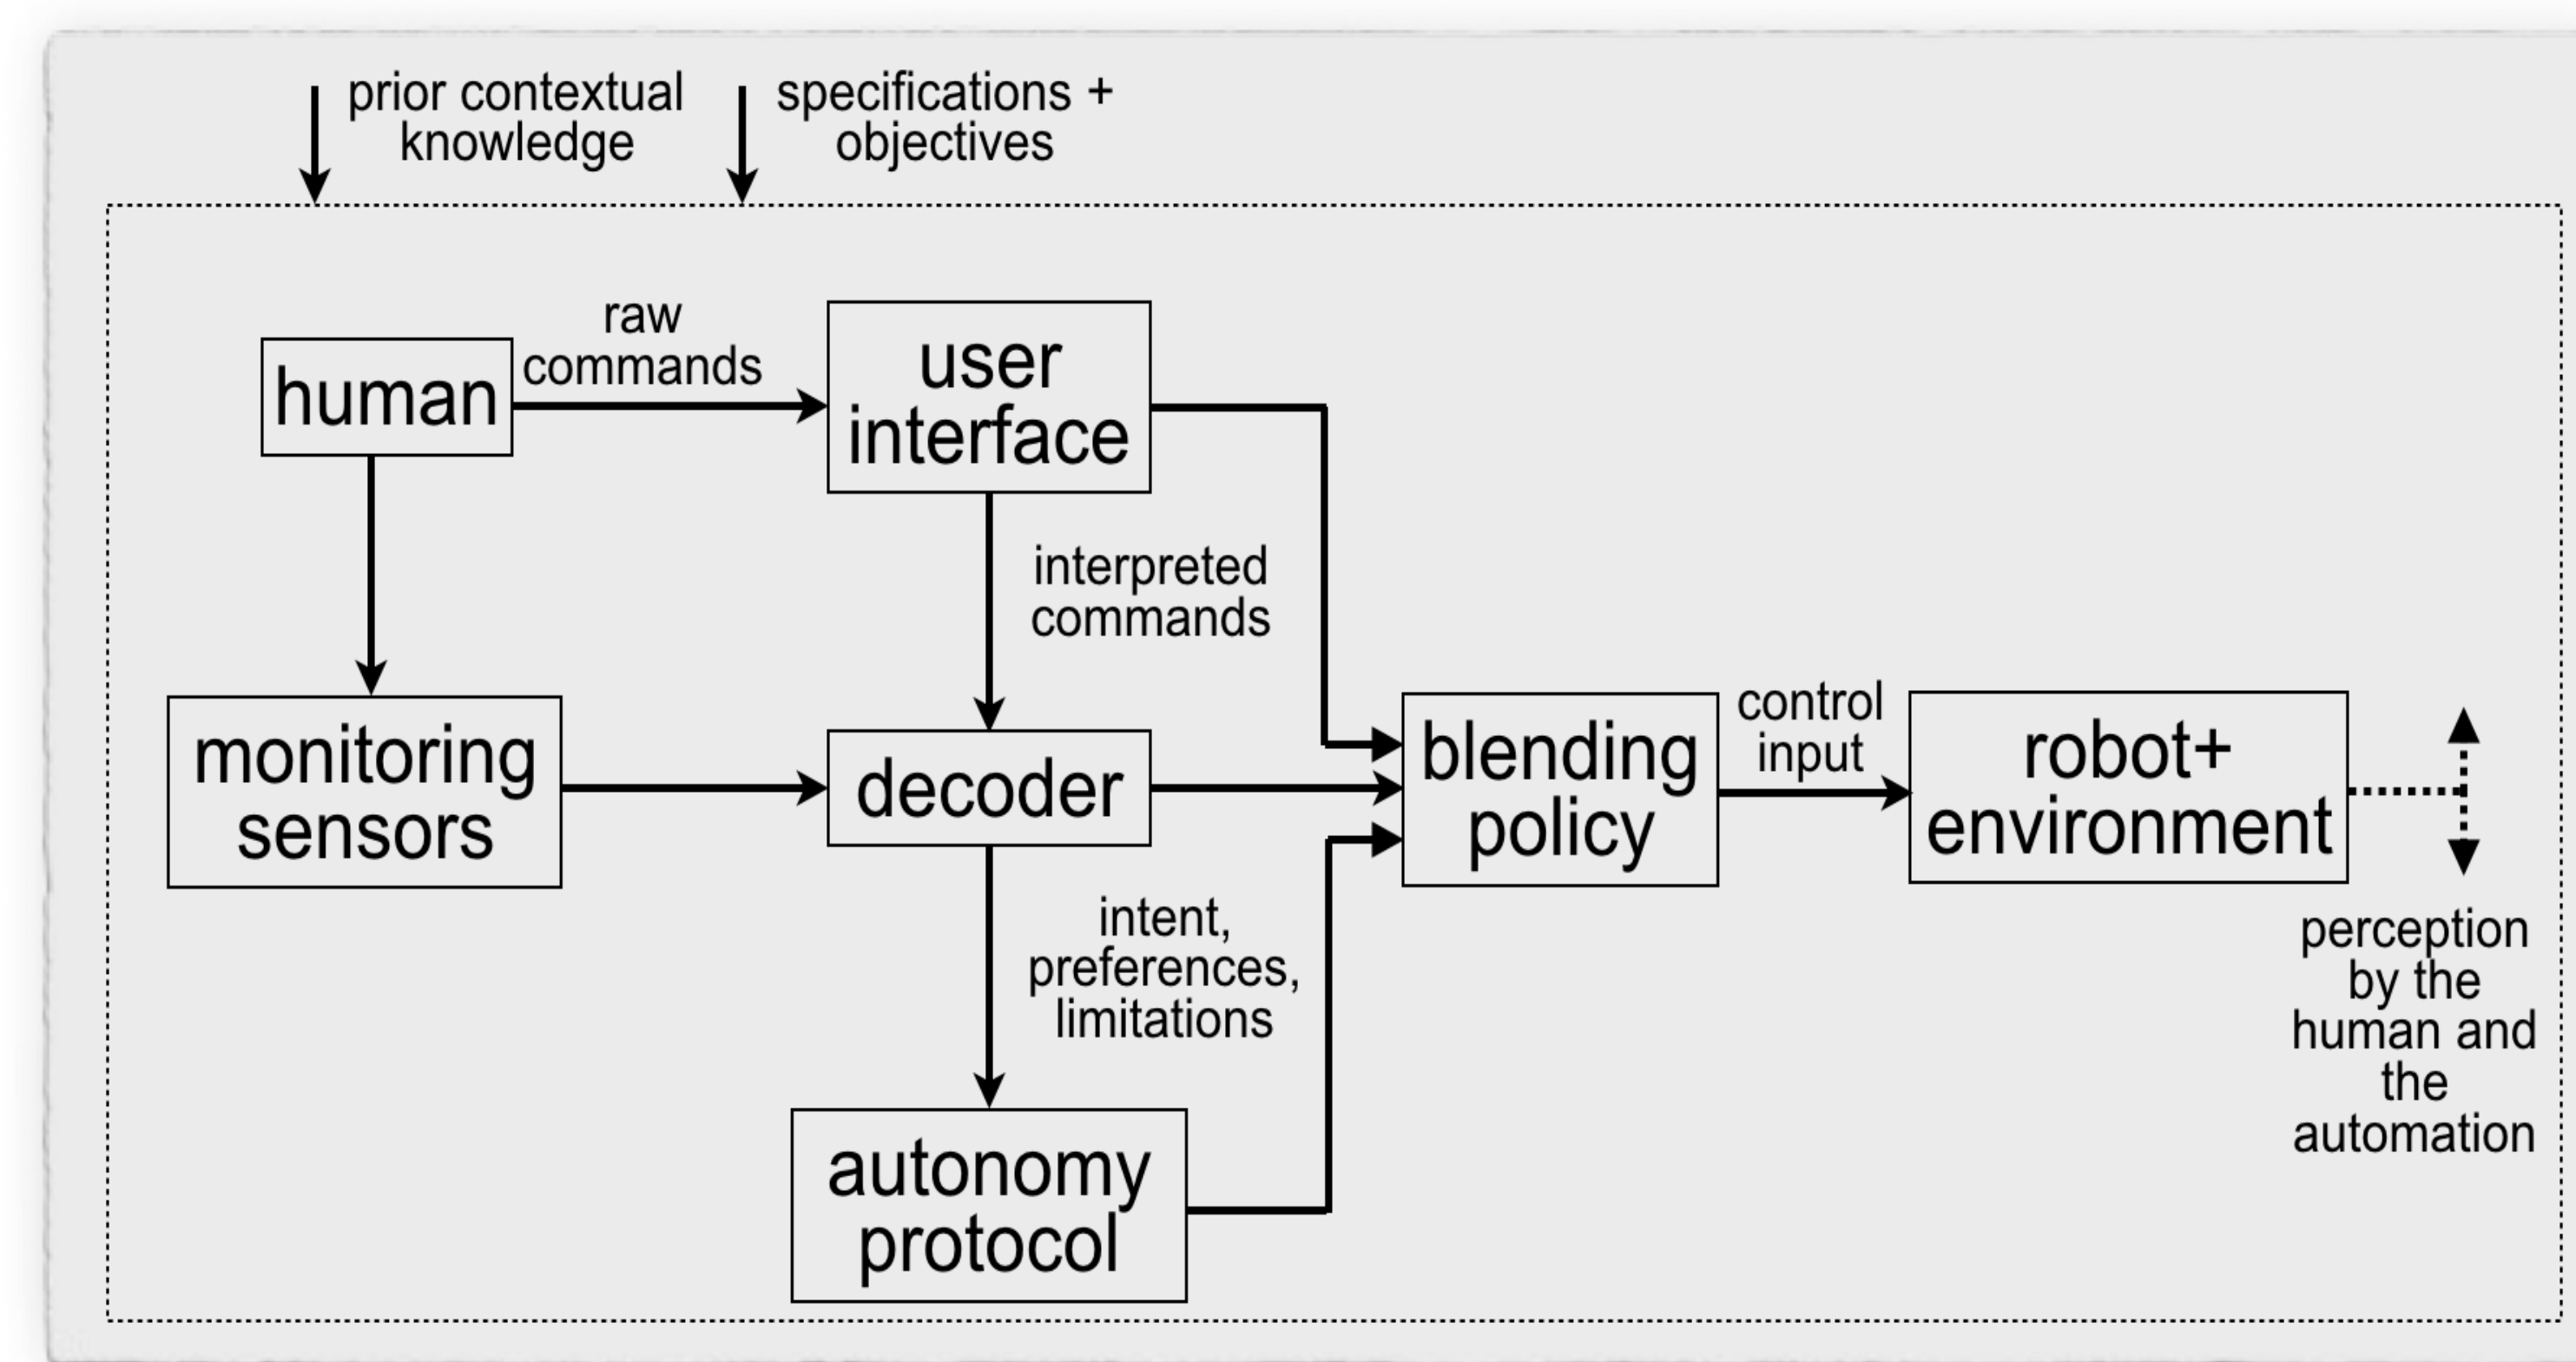 prior contextual
knowledge
specifications +
objectives
human
raw
commands
user
interface
interpreted
commands
monitoring
sensors
decoder
blending
policy
control
input
robot+
environment
intent,
preferences,
limitations
perception
by the
human and
the
automation
autonomy
protocol